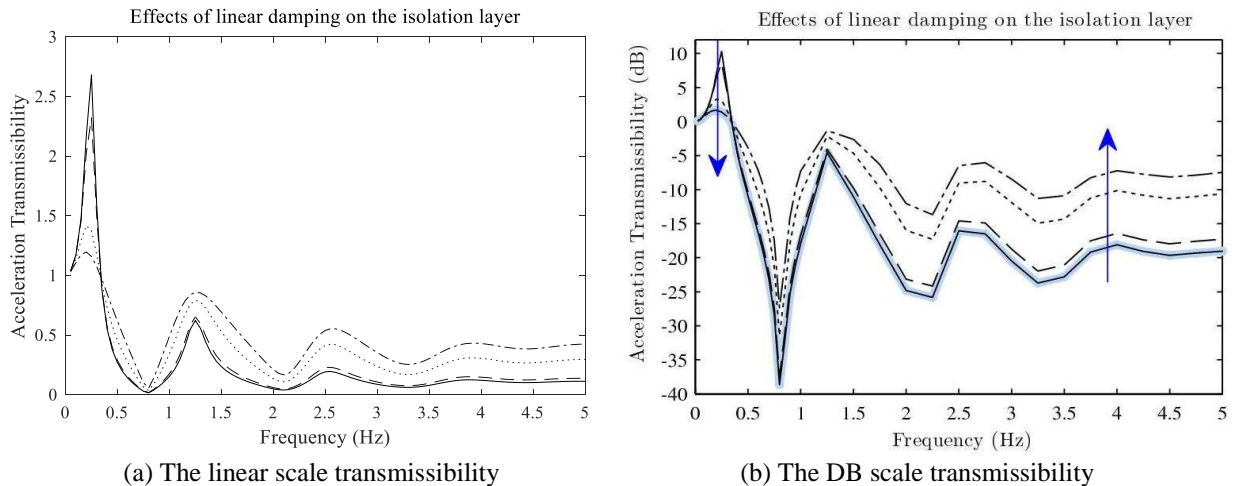 Effects of linear damping on the isolation layer
Acceleration Transmissibility
3
2.5
2
1.5
1
0.5
0
0 0.5 1 1.5 2 2.5 3 3.5 4 4.5 5
Frequency (Hz)
(a) The linear scale transmissibility
Effects of linear damping on the isolation layer
Acceleration Transmissibility (dB)
10
5
0
-5
-10
-15
-20
-25
-30
-35
-40
0 0.5 1 1.5 2 2.5 3 3.5 4 4.5 5
Frequency (Hz)
(b) The DB scale transmissibility